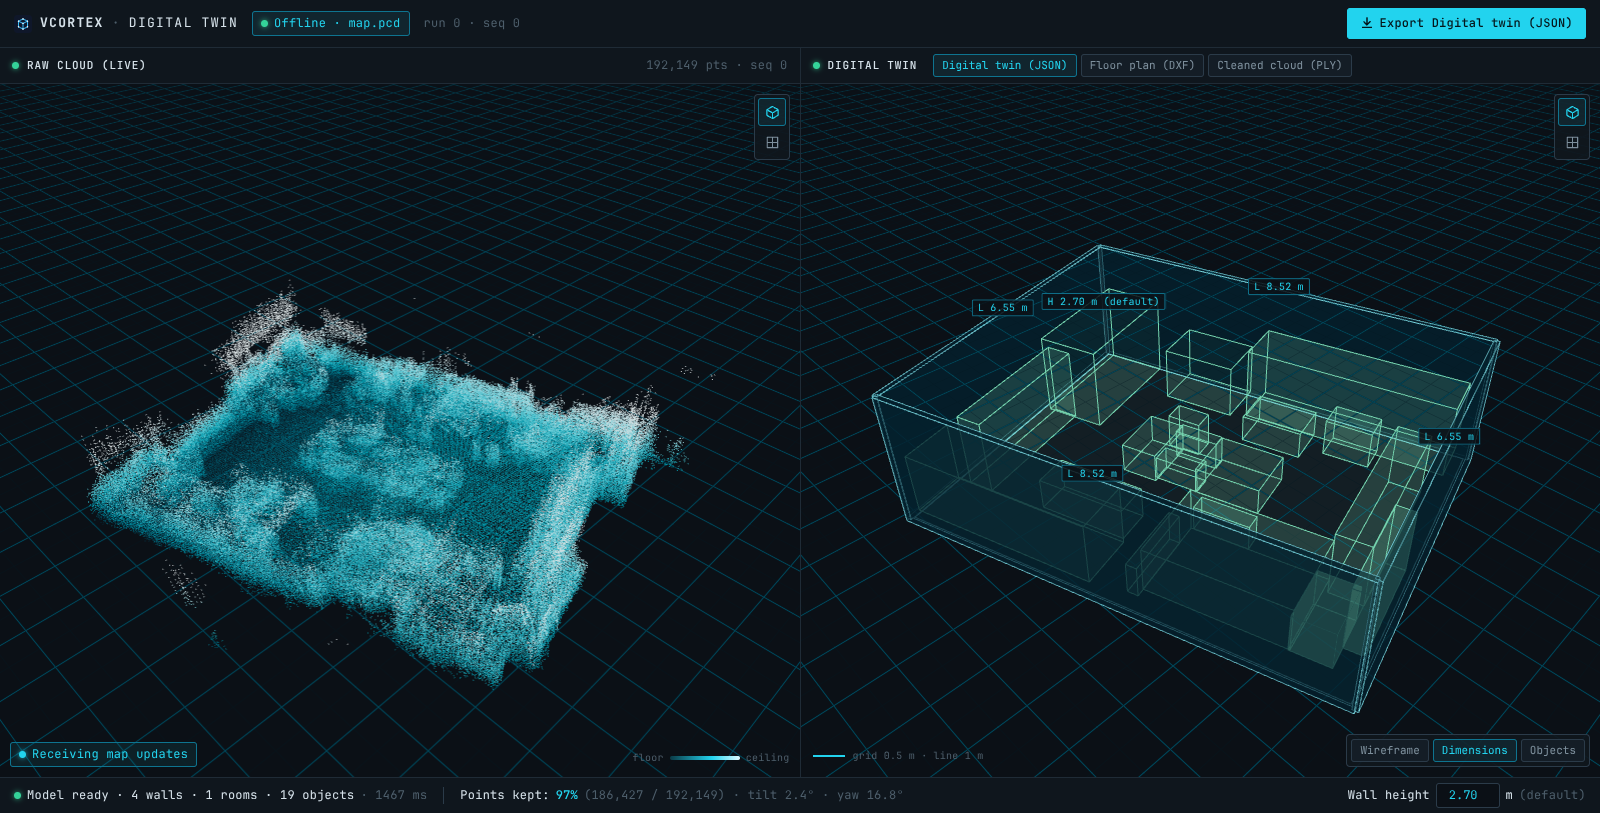 VCORTEX · DIGITAL TWIN
Offline · map.pcd
run 0 · seq 0
Export Digital twin (JSON)
RAW CLOUD (LIVE)
192,149 pts · seq 0
DIGITAL TWIN
Digital twin (JSON)
Floor plan (DXF)
Cleaned cloud (PLY)
L 8.52 m
L 6.55 m
H 2.70 m (default)
L 6.55 m
L 8.52 m
Receiving map updates
floor
ceiling
grid 0.5 m · line 1 m
Wireframe
Dimensions
Objects
Model ready · 4 walls · 1 rooms · 19 objects · 1467 ms
Points kept: 97% (186,427 / 192,149) · tilt 2.4° · yaw 16.8°
Wall height 2.70 m (default)